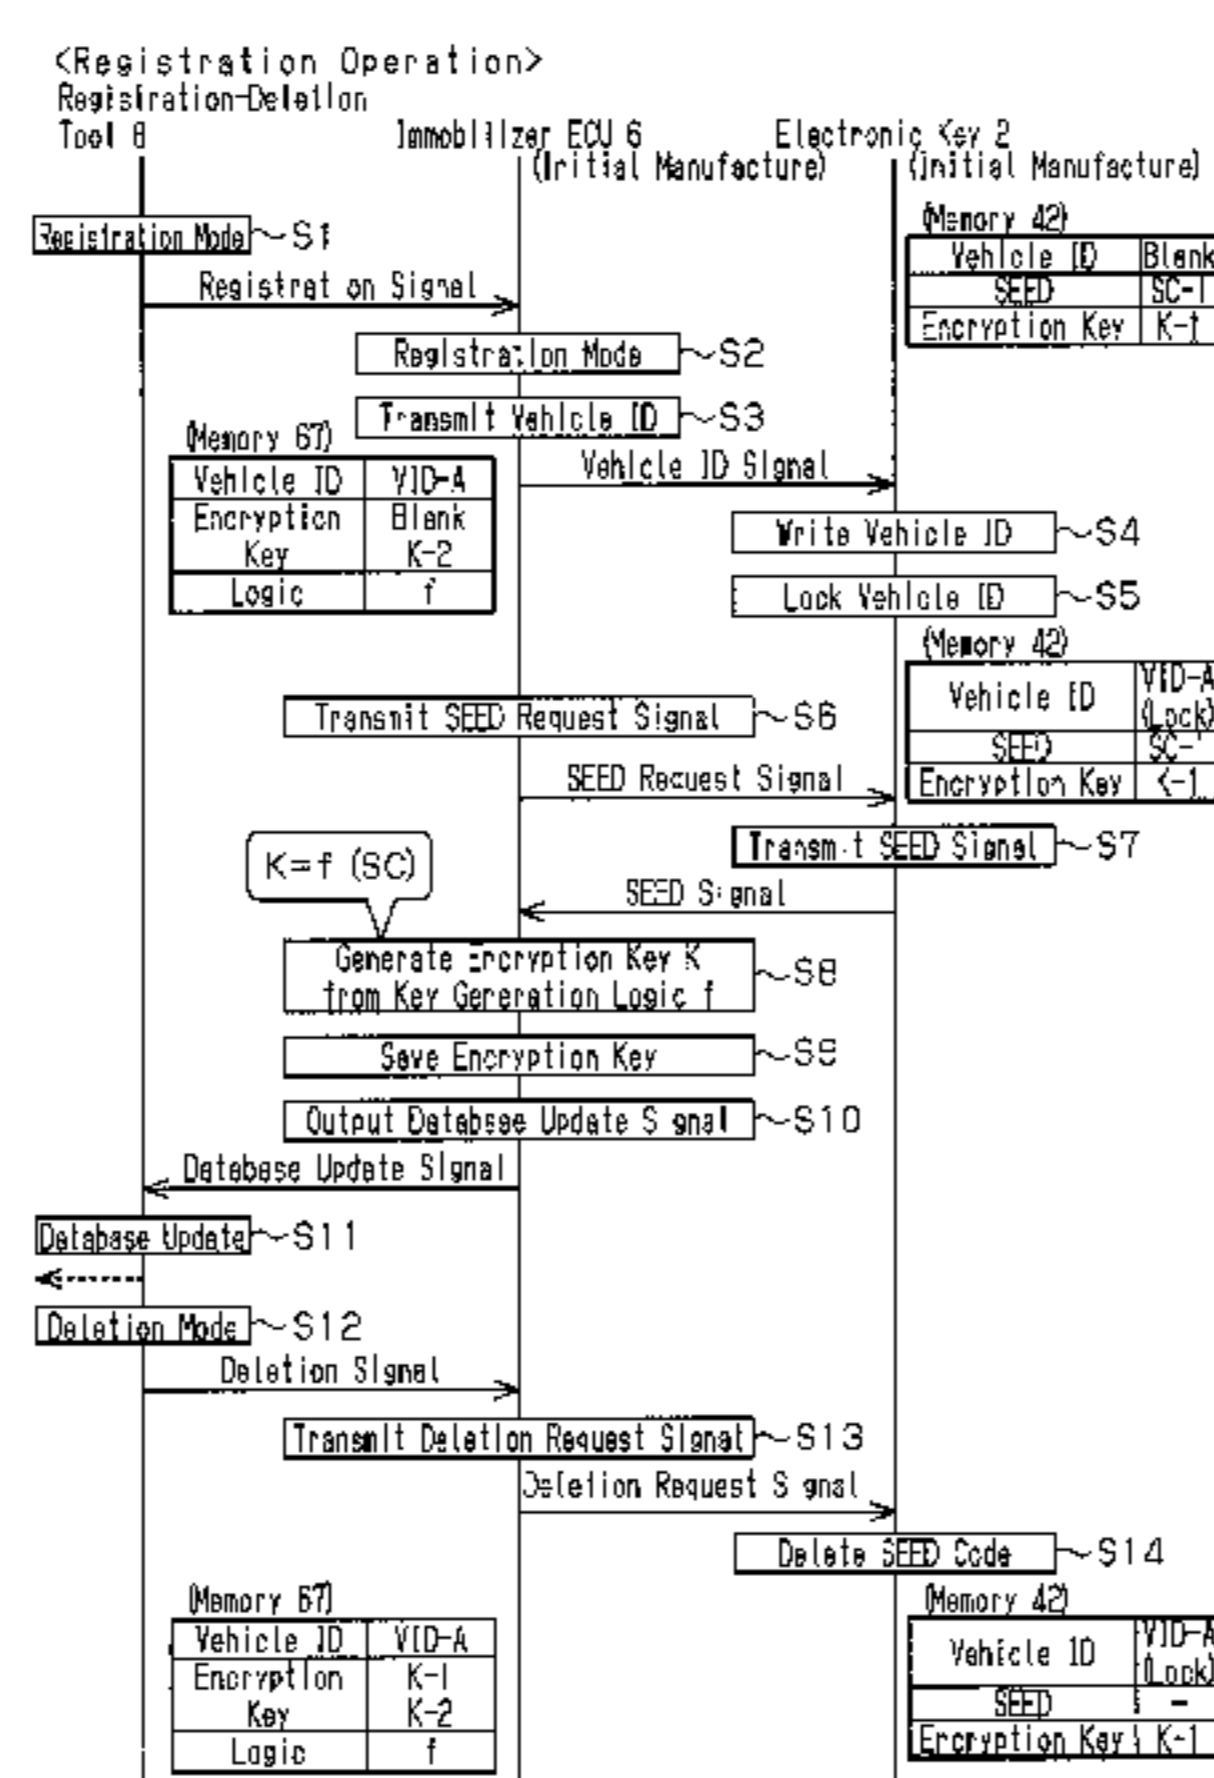 <Registration Operation>
Registration-Deletion
Tool 8
Immobilizer ECU 6
(Initial Manufacture)
Electronic Key 2
(Initial Manufacture)
Registration Mode S1
(Memory 42)
Vehicle ID Blank
SEED SC-1
Encryption Key K-1
Registration Signal
Registration Mode S2
Transmit Vehicle ID S3
(Memory 67)
Vehicle ID VID-A
Encryption Blank
Key K-2
Logic f
Vehicle ID Signal
Write Vehicle ID S4
Lock Vehicle ID S5
(Memory 42)
Vehicle ID VID-A
(Lock)
SEED SC-1
Encryption Key K-1
Transmit SEED Request Signal S6
SEED Request Signal
Transmit SEED Signal S7
K=f (SC)
SEED Signal
Generate Encryption Key K
from Key Generation Logic f S8
Save Encryption Key S9
Output Database Update Signal S10
Database Update Signal
Database Update S11
Deletion Mode S12
Deletion Signal
Transmit Deletion Request Signal S13
Deletion Request Signal
Delete SEED Code S14
(Memory 67)
Vehicle ID VID-A
Encryption K-1
Key K-2
Logic f
(Memory 42)
Vehicle ID VID-A
(Lock)
SEED -
Encryption Key K-1